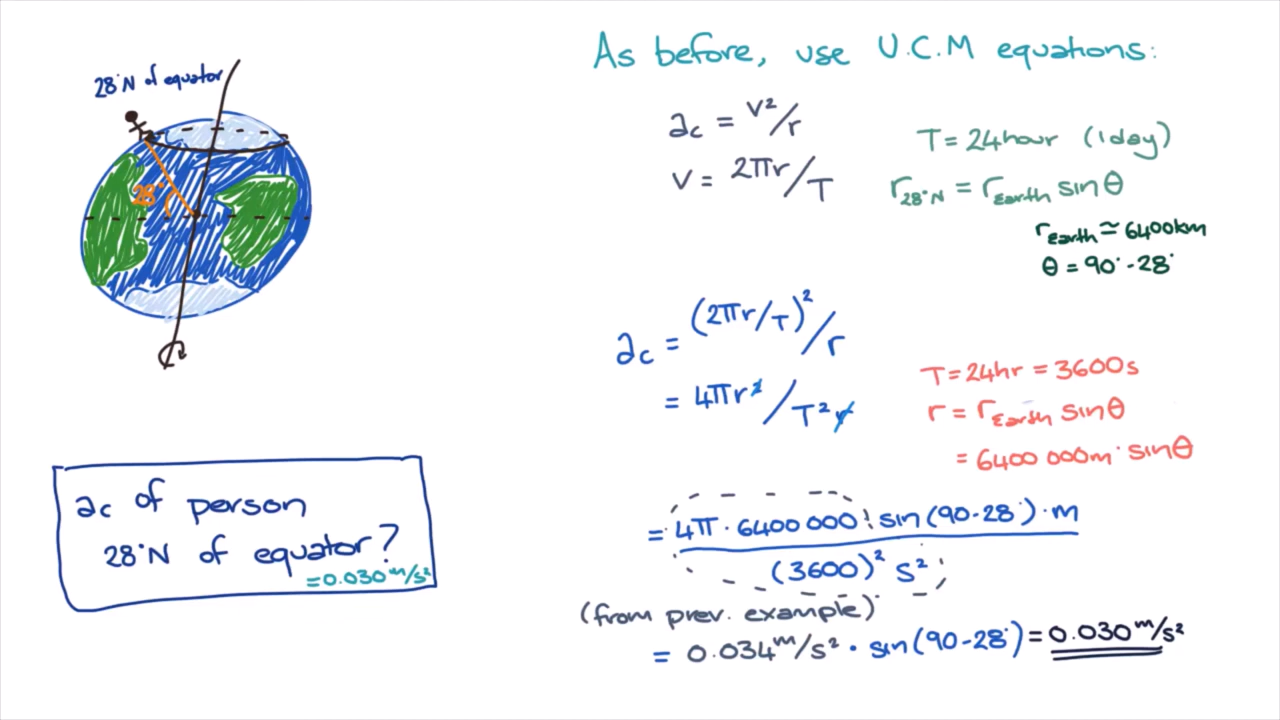 28°N of equator
28°
ac of person
28°N of equator?
=0.030 m/s²
As before, use U.C.M equations:
ac = v²/r
v = 2πr/T
T = 24hour (1day)
r28°N = rEarth sin θ
rEarth ≃ 6400km
θ = 90° - 28°
ac = (2πr/T)²/r
= 4πr²/T²r
T = 24hr = 3600s
r = rEarth sin θ
= 6400 000m · sin θ
= 4π · 6400 000 · sin(90-28°) · m
(3600)² s²
(from prev. example)
= 0.034 m/s² · sin(90-28°) = 0.030 m/s²